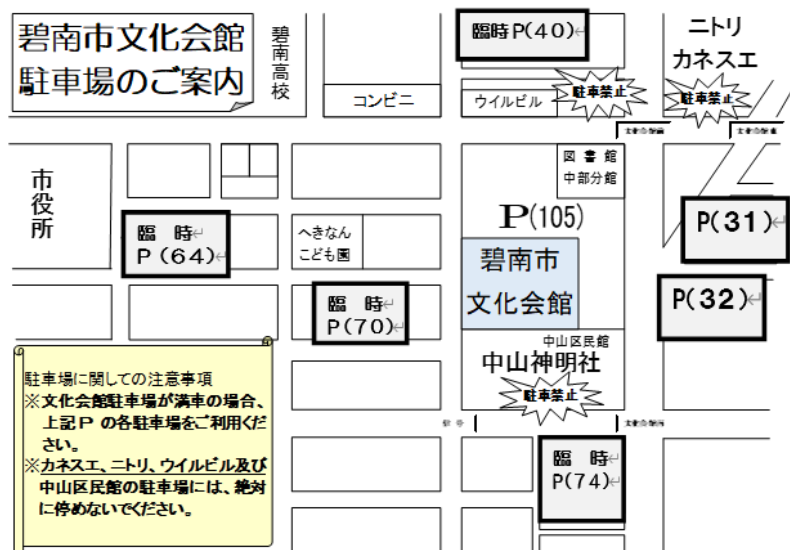 碧南市文化会館
駐車場のご案内
碧南高校
臨時P(40)
ニトリ
カネスエ
コンビニ
ウイルビル
駐車禁止
駐車禁止
図書館
中部分館
市役所
臨時
P(64)
へきなん
こども園
P(105)
P(31)
碧南市
文化会館
臨時
P(70)
P(32)
中山区民館
中山神明社
駐車禁止
駐車場に関しての注意事項
※文化会館駐車場が満車の場合、
上記Pの各駐車場をご利用くだ
さい。
※カネスエ、ニトリ、ウイルビル及び
中山区民館の駐車場には、絶対
に停めないでください。
臨時
P(74)